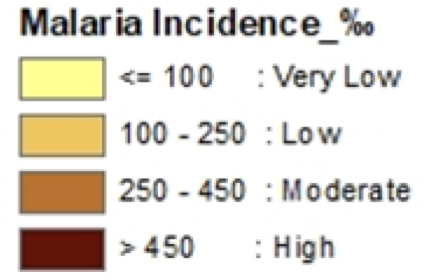 Malaria Incidence_‰
<= 100 : Very Low
100 - 250 : Low
250 - 450 : Moderate
> 450 : High